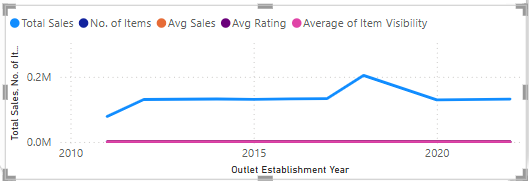 Total Sales No. of Items Avg Sales Avg Rating Average of Item Visibility
Total Sales, No. of It...
0.2M
0.0M
2010 2015 2020
Outlet Establishment Year